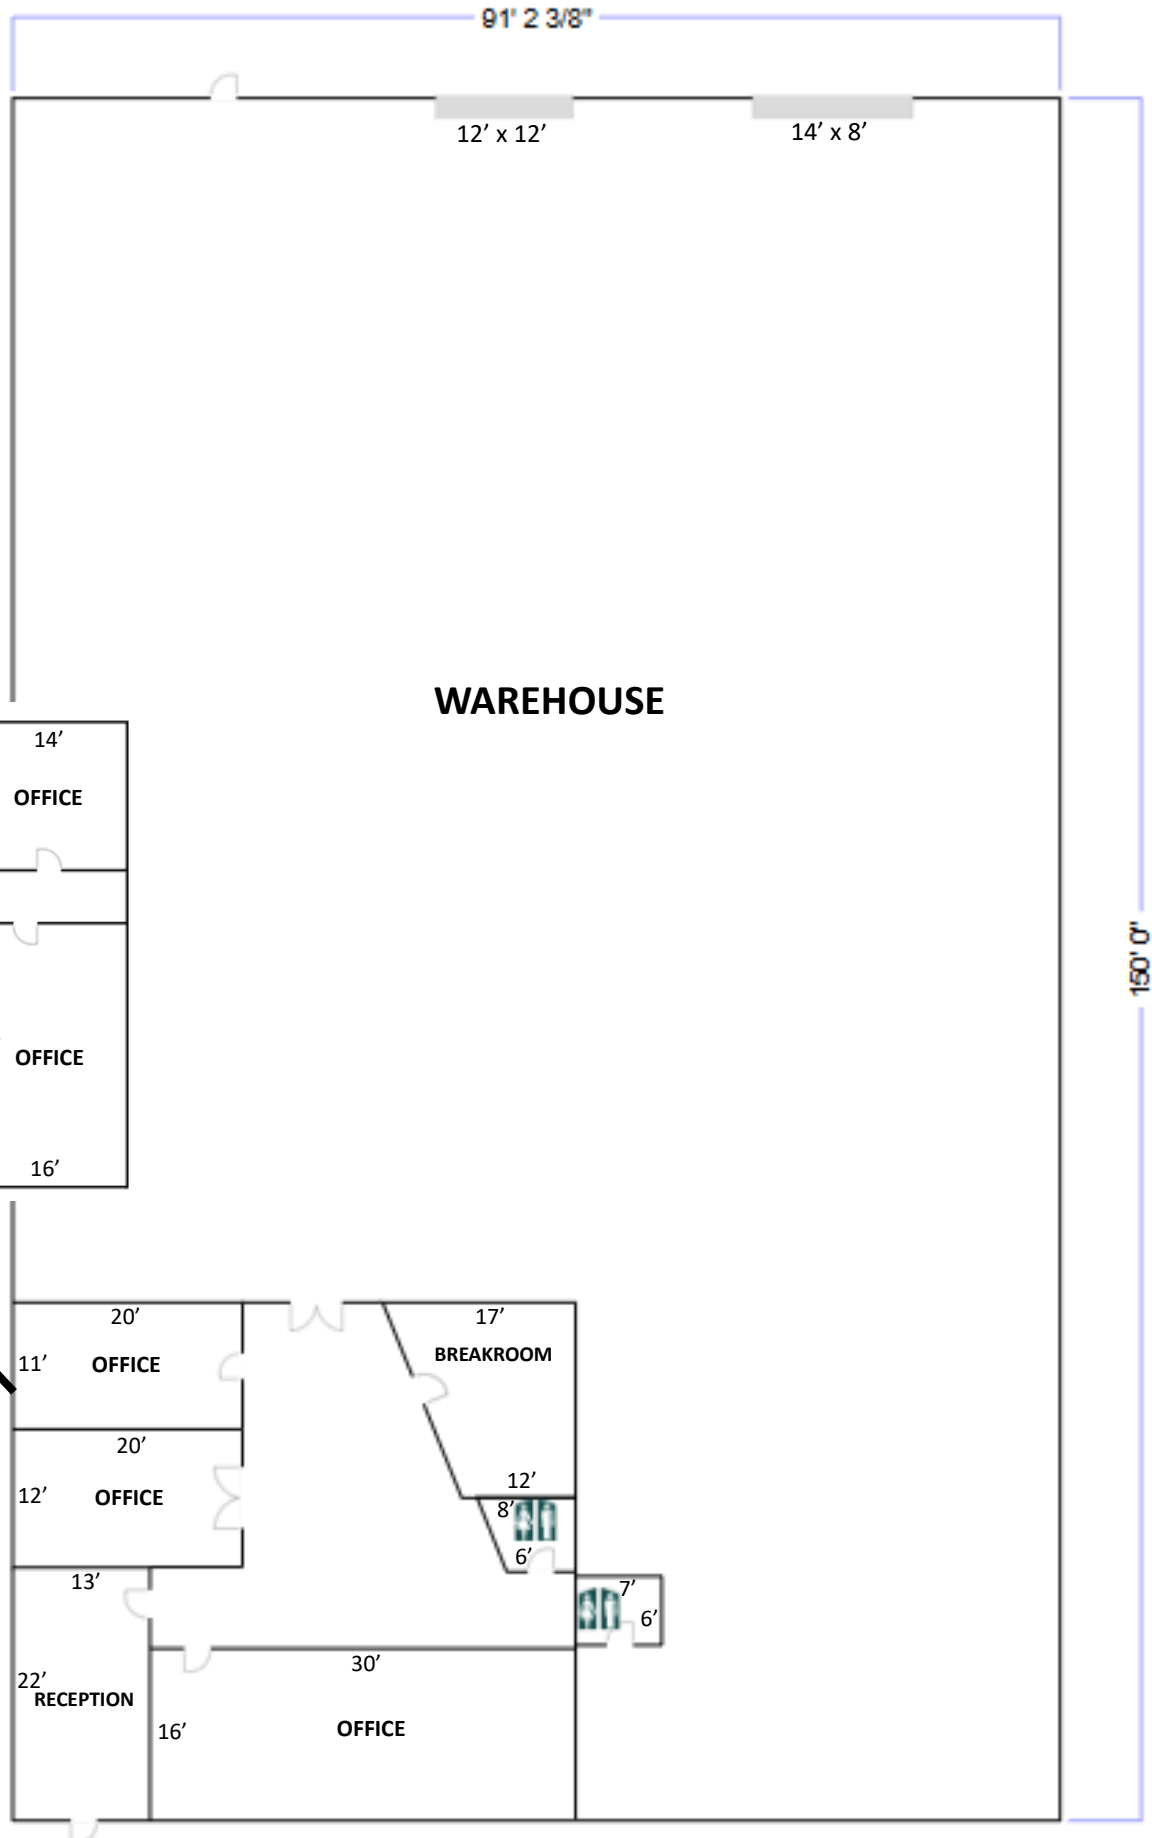 91' 2 3/8"
12’ x 12’
14’ x 8’
WAREHOUSE
14’
OFFICE
150' 0"
OFFICE
16’
20’
17’
11’
OFFICE
BREAKROOM
20’
12’
12’
OFFICE
8’
6’
13’
7’
6’
22’
RECEPTION
30’
16’
OFFICE